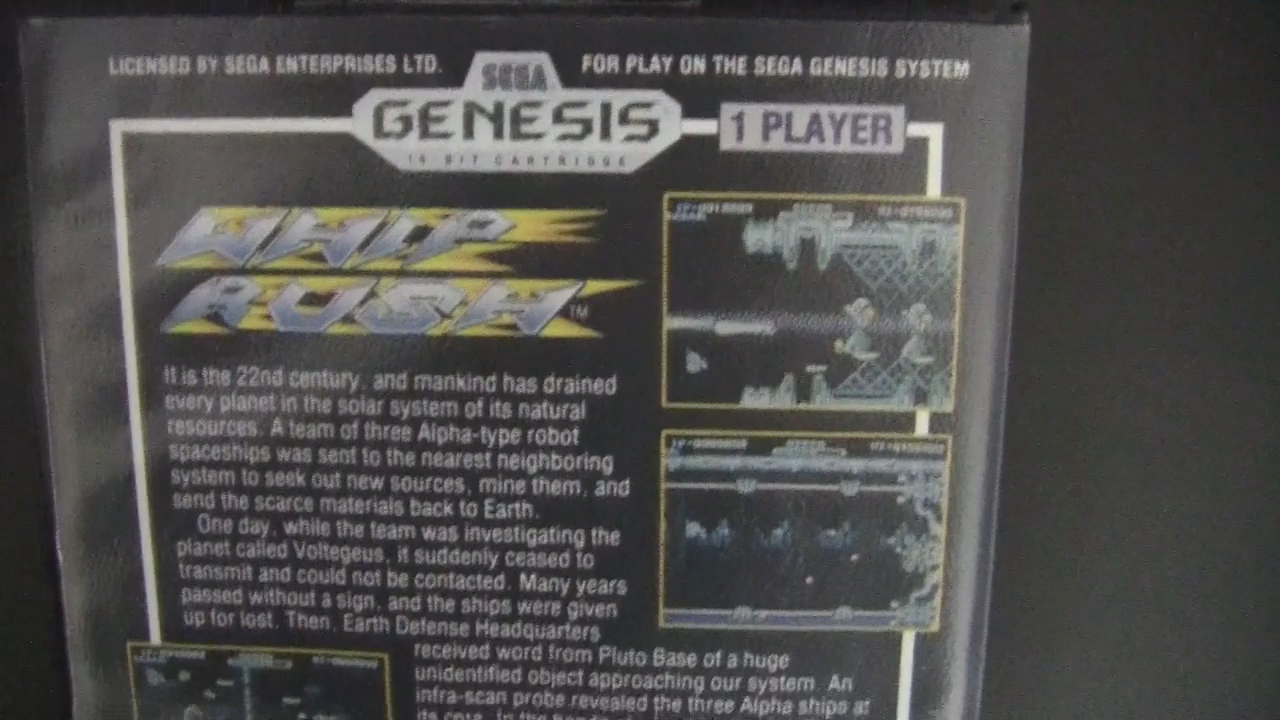 LICENSED BY SEGA ENTERPRISES LTD.
FOR PLAY ON THE SEGA GENESIS SYSTEM
SEGA
GENESIS
16 BIT CARTRIDGE
1 PLAYER
WHIP
RUSH™
It is the 22nd century, and mankind has drained
every planet in the solar system of its natural
resources. A team of three Alpha-type robot
spaceships was sent to the nearest neighboring
system to seek out new sources, mine them, and
send the scarce materials back to Earth.
One day, while the team was investigating the
planet called Voltegeus, it suddenly ceased to
transmit and could not be contacted. Many years
passed without a sign, and the ships were given
up for lost. Then, Earth Defense Headquarters
received word from Pluto Base of a huge
unidentified object approaching our system. An
infra-scan probe revealed the three Alpha ships at
its core. In the hands